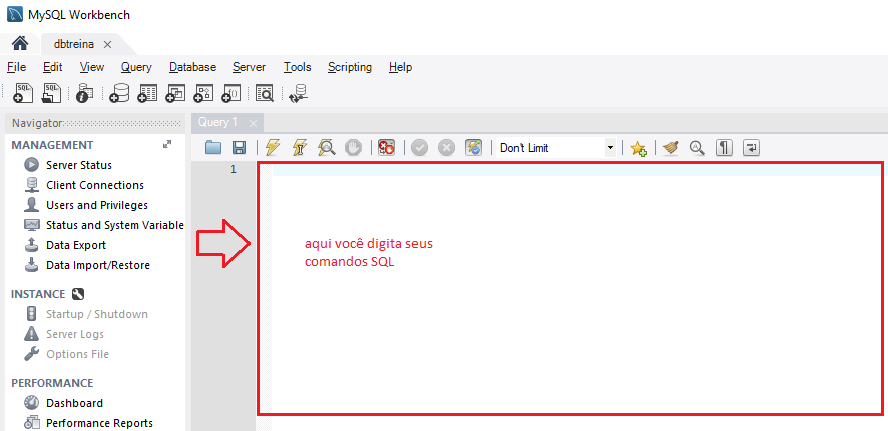 MySQL Workbench
dbtreina
File Edit View Query Database Server Tools Scripting Help
Navigator
Query 1
MANAGEMENT
Server Status
Client Connections
Users and Privileges
Status and System Variable
Data Export
Data Import/Restore
INSTANCE
Startup / Shutdown
Server Logs
Options File
PERFORMANCE
Dashboard
Performance Reports
Don't Limit
1
aqui você digita seus
comandos SQL